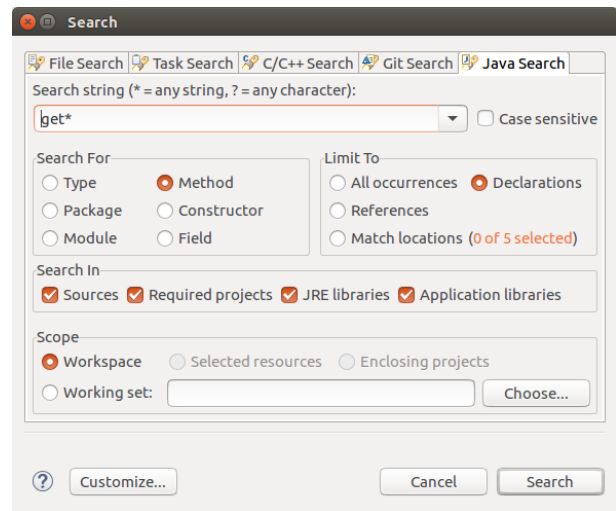 Search
File Search Task Search C/C++ Search Git Search Java Search
Search string (* = any string, ? = any character):
get* Case sensitive
Search For Limit To
Type Method All occurrences Declarations
Package Constructor References
Module Field Match locations (0 of 5 selected)
Search In
Sources Required projects JRE libraries Application libraries
Scope
Workspace Selected resources Enclosing projects
Working set: Choose...
? Customize... Cancel Search